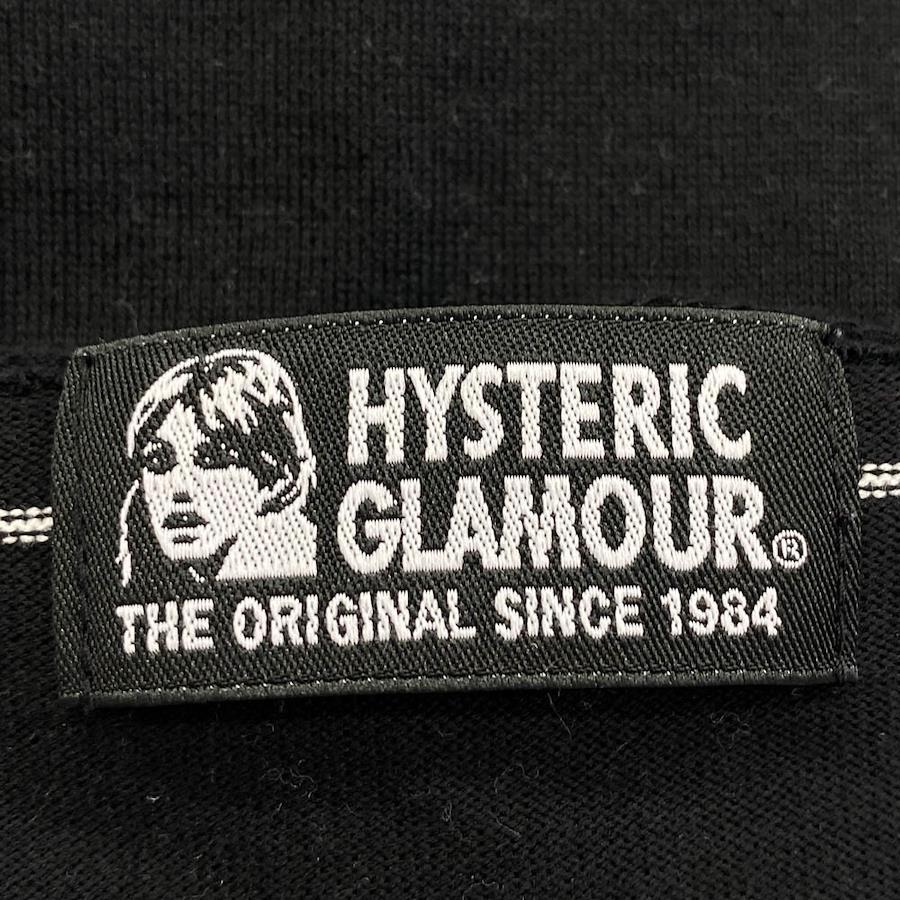 HYSTERIC
GLAMOUR®
THE ORIGINAL SINCE 1984